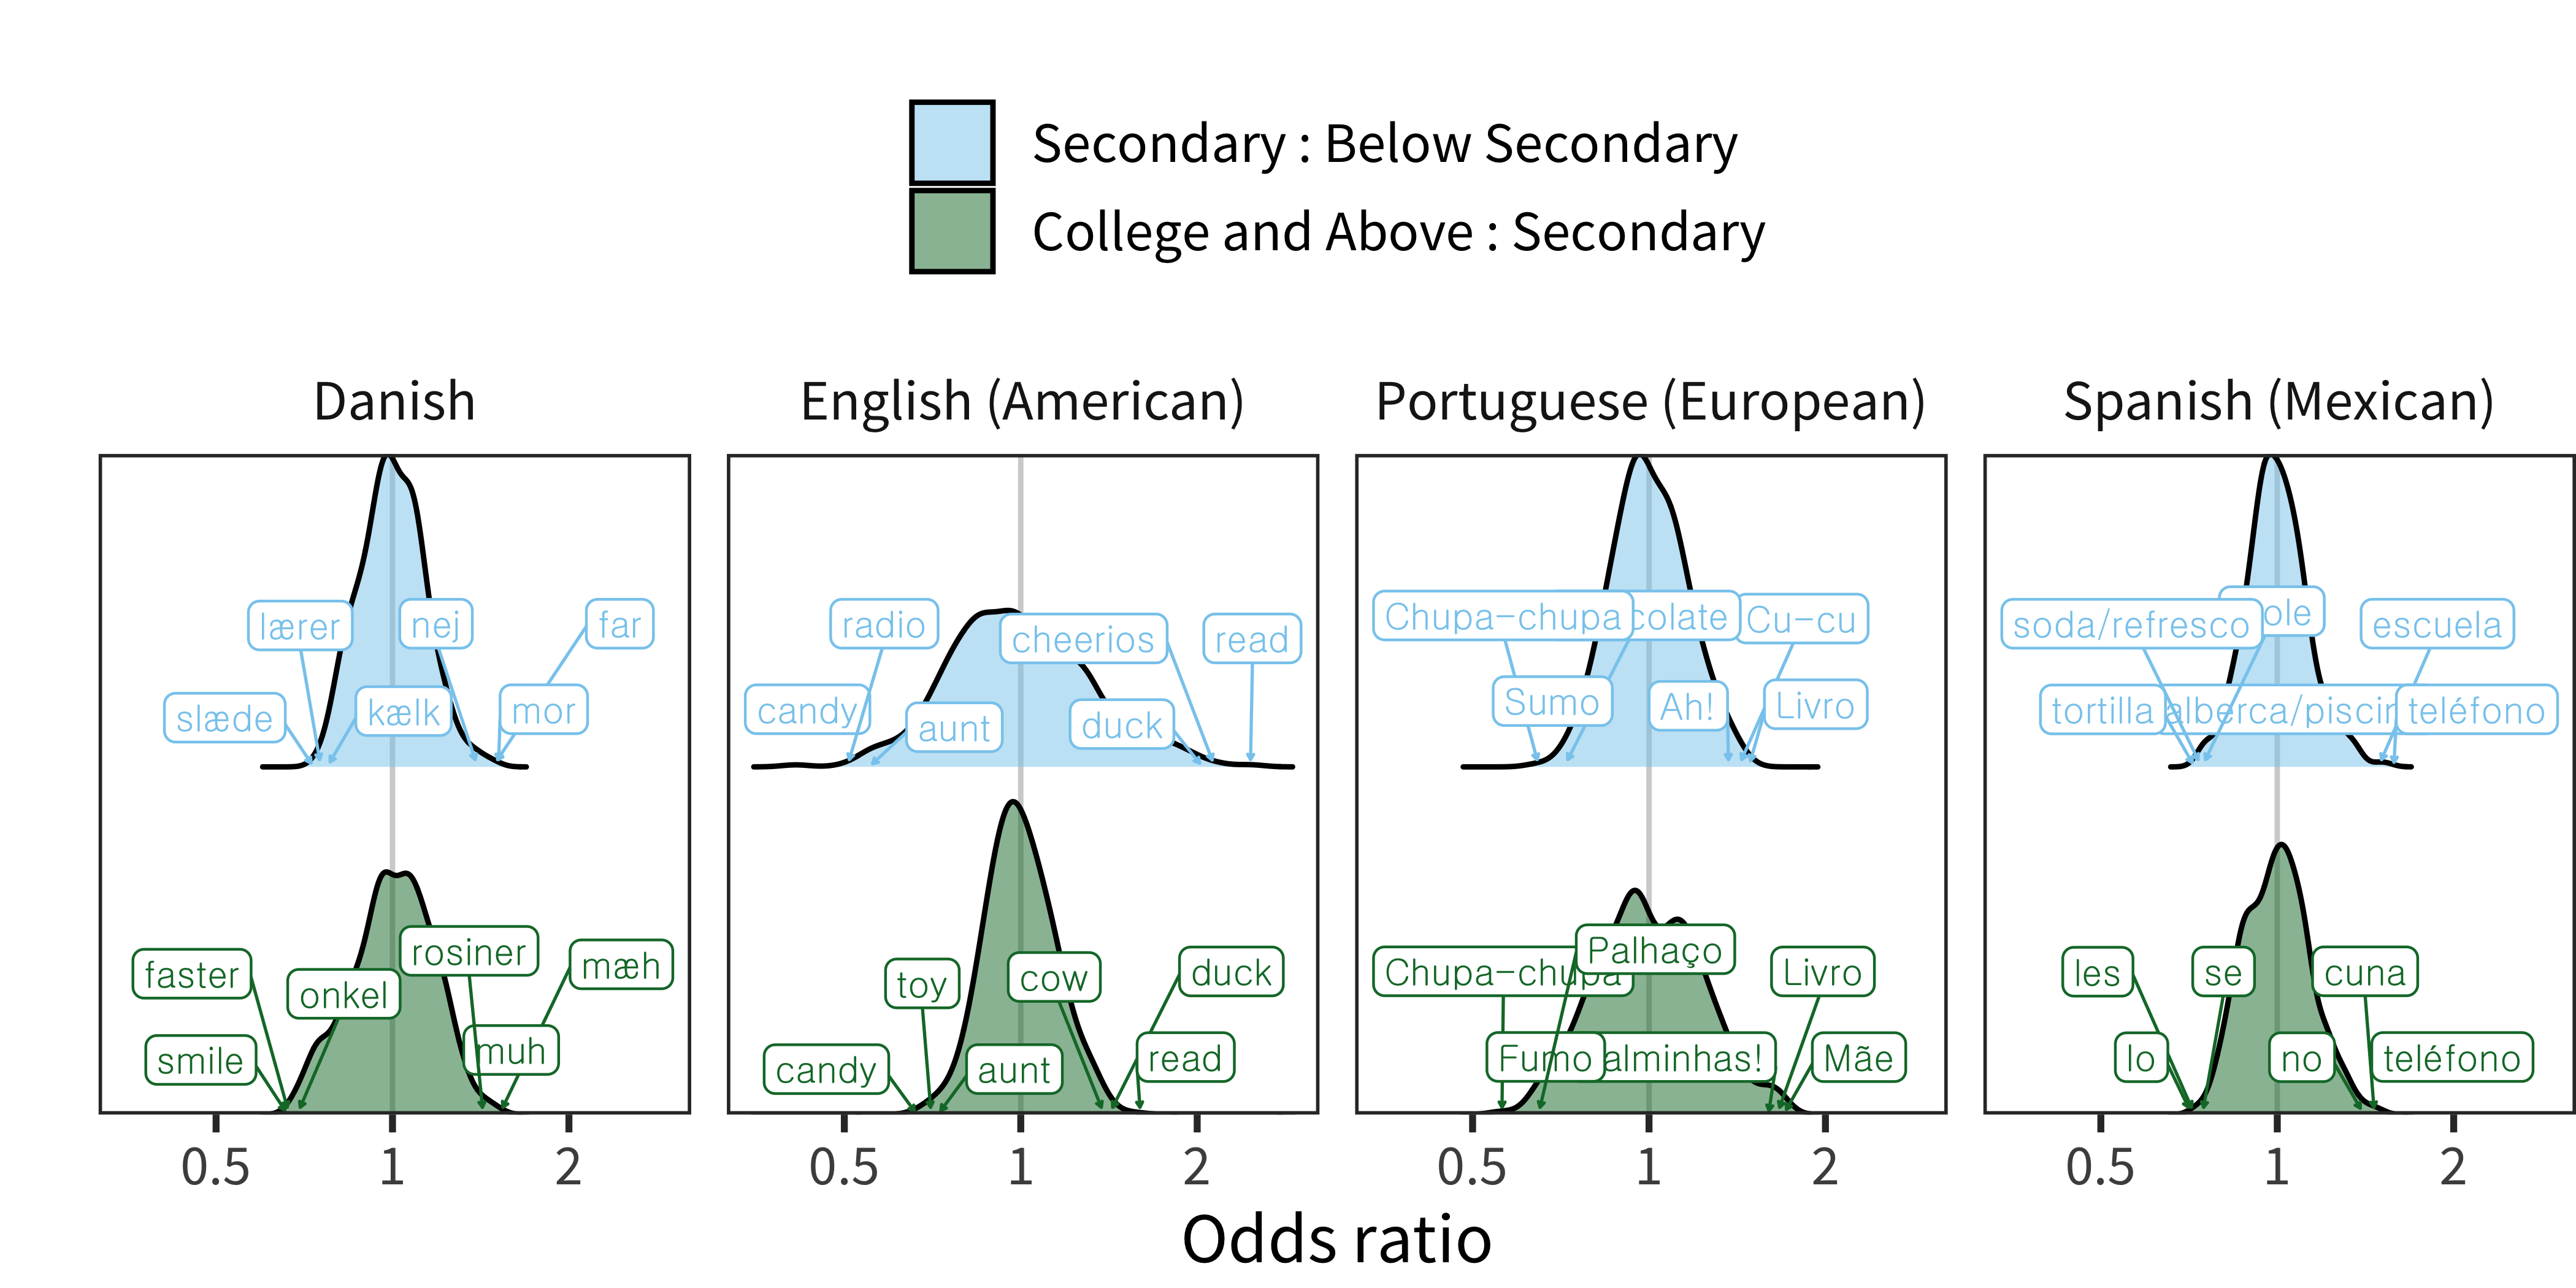 Secondary : Below Secondary
College and Above : Secondary
Danish
English (American)
Portuguese (European)
Spanish (Mexican)
lærer
nej
far
slæde
kælk
mor
faster
onkel
rosiner
mæh
smile
muh
radio
cheerios
read
candy
aunt
duck
toy
cow
duck
candy
aunt
read
Chupa-chupa
Cu-cu
Sumo
Ah!
Livro
Chupa-chupa
Palhaço
Livro
Fumo
Mãe
soda/refresco
escuela
tortilla
teléfono
les
se
cuna
lo
no
teléfono
0.5 1 2
0.5 1 2
0.5 1 2
0.5 1 2
Odds ratio